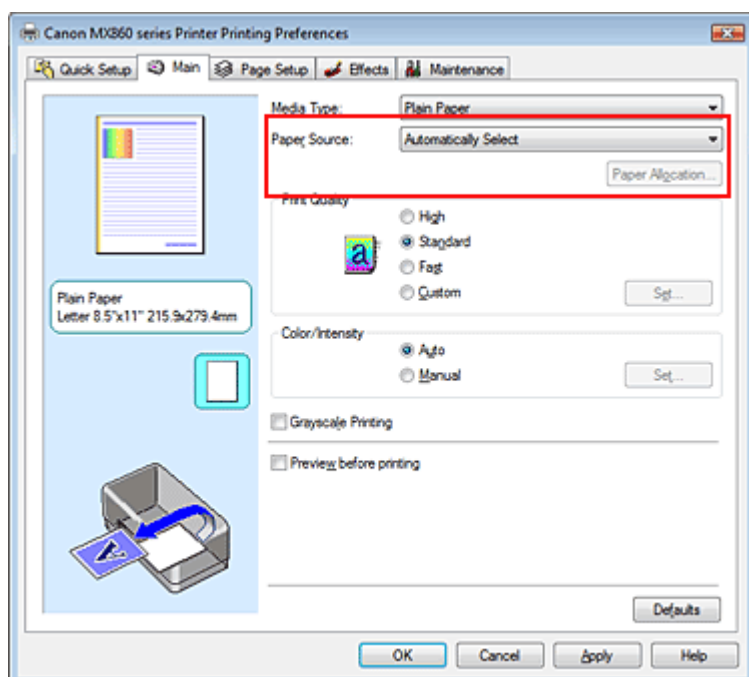 Canon MX860 series Printer Printing Preferences
Quick Setup Main Page Setup Effects Maintenance
Media Type: Plain Paper
Paper Source: Automatically Select
Paper Allocation...
Print Quality
High
Standard
a
Fast
Custom Set...
Plain Paper
Letter 8.5"x11" 215.9x279.4mm
Color/Intensity
Auto
Manual Set...
Grayscale Printing
Preview before printing
A
Defaults
OK Cancel Apply Help